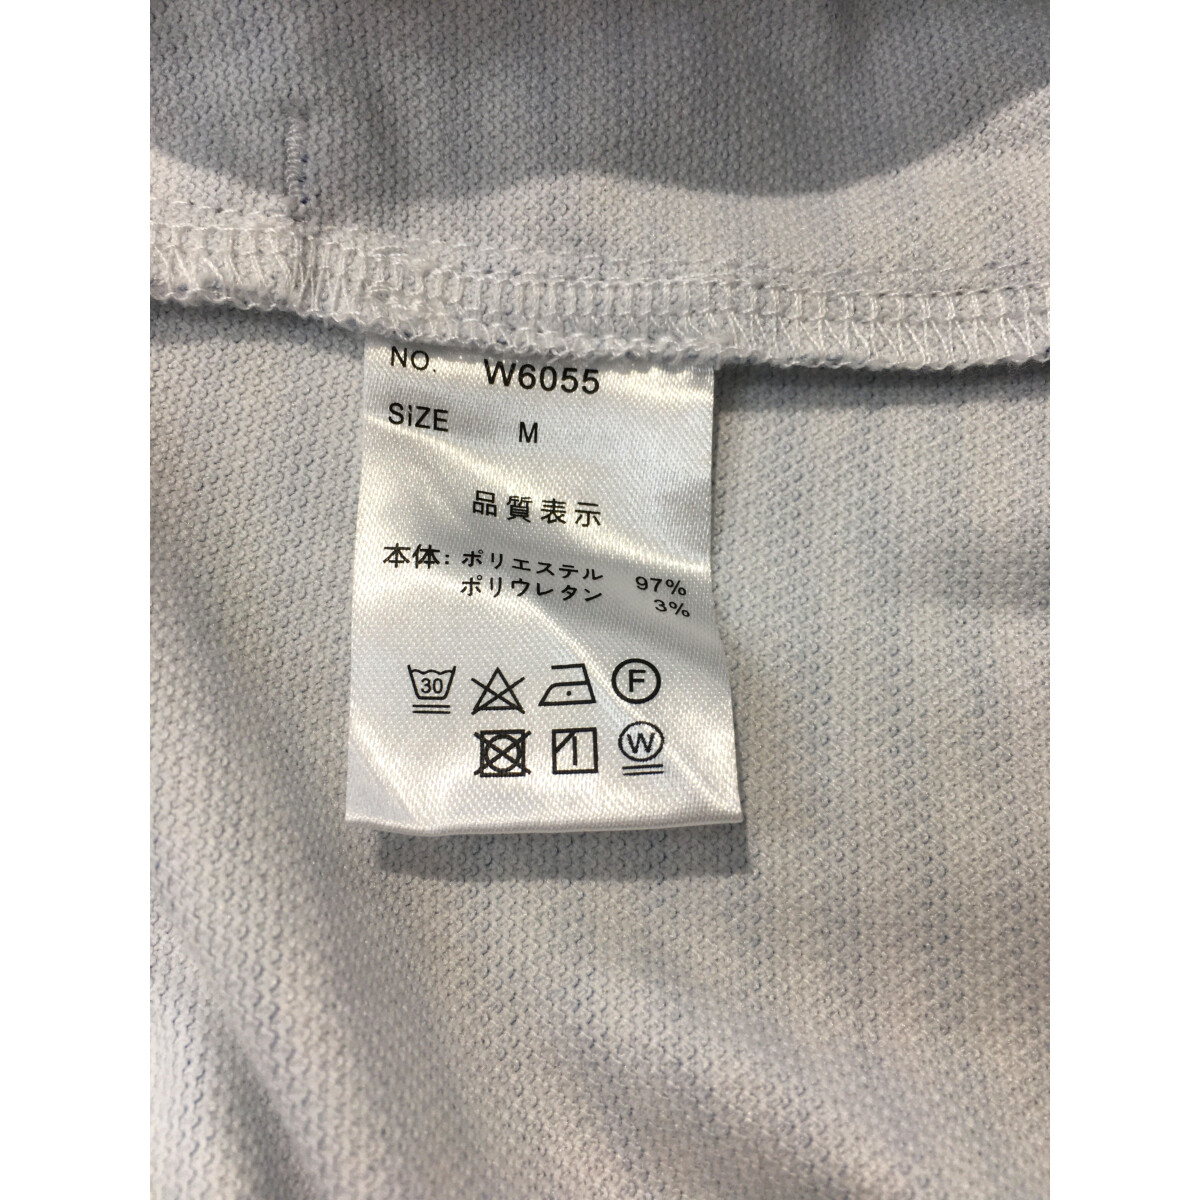 NO. W6055
SIZE M
品質表示
本体: ポリエステル 97%
ポリウレタン 3%
30 F
W